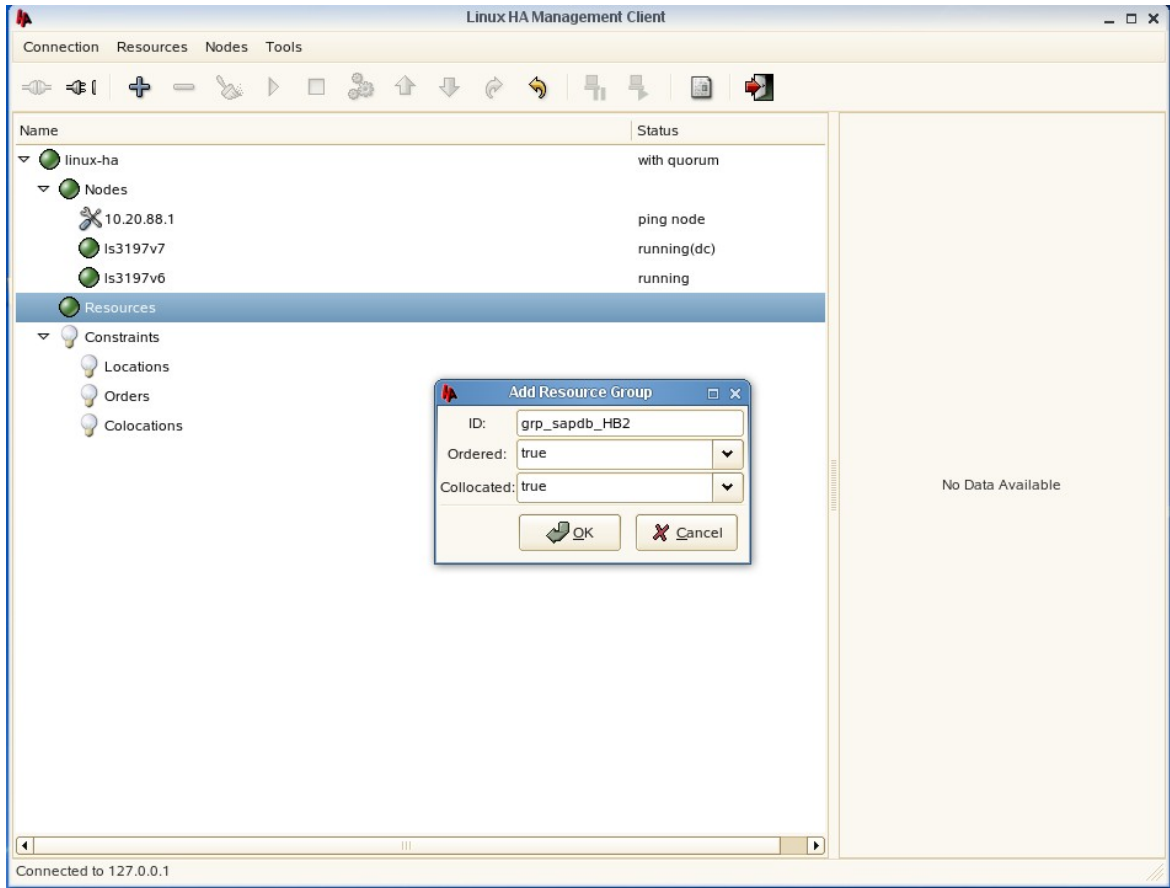 Linux HA Management Client
Connection Resources Nodes Tools
Name Status
linux-ha with quorum
Nodes
10.20.88.1 ping node
ls3197v7 running(dc)
ls3197v6 running
Resources
Constraints
Locations
Orders
Colocations
Add Resource Group
ID: grp_sapdb_HB2
Ordered: true
Collocated: true
OK Cancel
No Data Available
Connected to 127.0.0.1